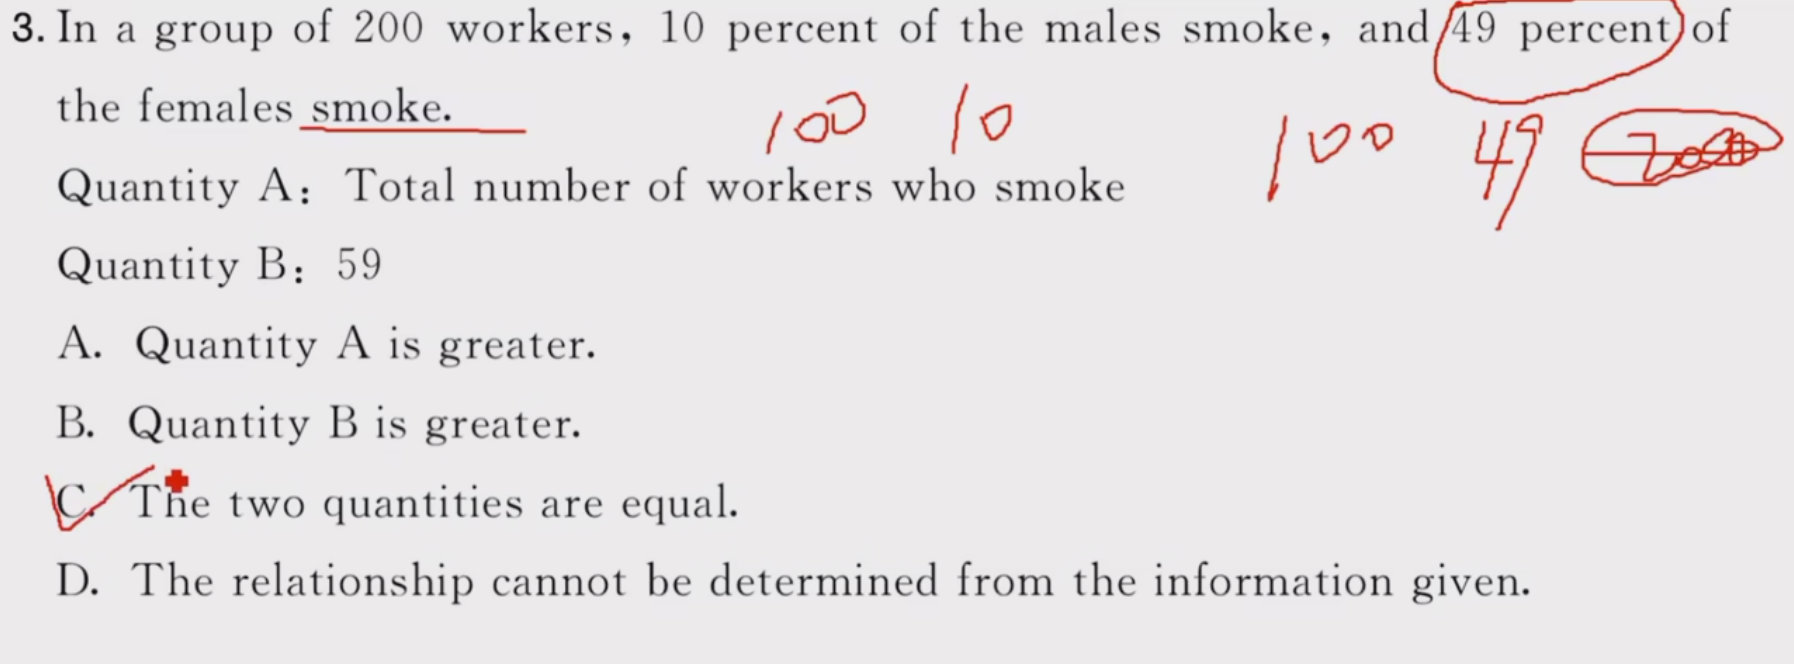 3. In a group of 200 workers, 10 percent of the males smoke, and 49 percent of
the females smoke.
100 10 100 49
Quantity A: Total number of workers who smoke
Quantity B: 59
A. Quantity A is greater.
B. Quantity B is greater.
C. The two quantities are equal.
D. The relationship cannot be determined from the information given.